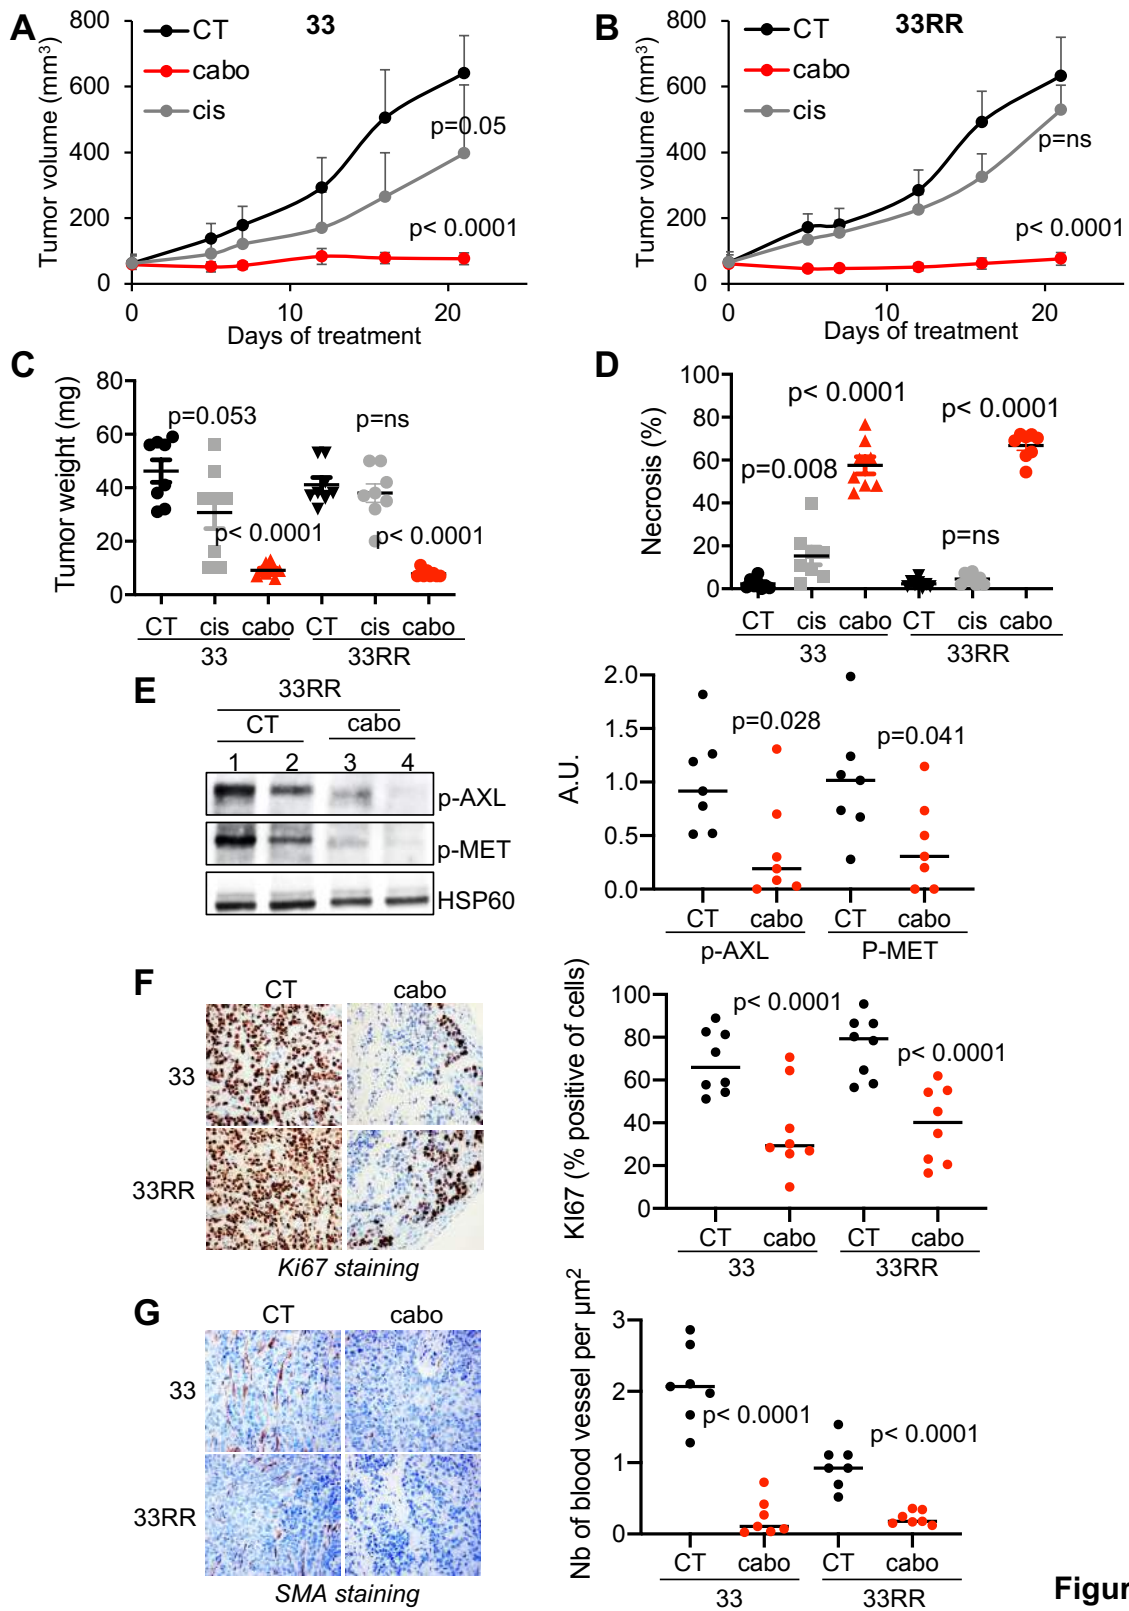 A
33
Tumor volume (mm³)
800
600
400
200
0
CT
cabo
cis
p=0.05
p< 0.0001
0
10
20
Days of treatment
B
33RR
Tumor volume (mm³)
800
600
400
200
0
CT
cabo
cis
p=ns
p< 0.0001
0
10
20
Days of treatment
C
Tumor weight (mg)
80
60
40
20
0
p=0.053
p< 0.0001
p=ns
p< 0.0001
CT cis cabo CT cis cabo
33 33RR
D
Necrosis (%)
100
80
60
40
20
0
p=0.008
p< 0.0001
p=ns
p< 0.0001
CT cis cabo CT cis cabo
33 33RR
E
33RR
CT cabo
1 2 3 4
p-AXL
p-MET
HSP60
A.U.
2.0
1.5
1.0
0.5
0.0
p=0.028
p=0.041
CT cabo CT cabo
p-AXL P-MET
F
CT cabo
33
33RR
Ki67 staining
KI67 (% positive of cells)
100
80
60
40
20
0
p< 0.0001
p< 0.0001
CT cabo CT cabo
33 33RR
G
CT cabo
33
33RR
SMA staining
Nb of blood vessel per µm²
3
2
1
0
p< 0.0001
p< 0.0001
CT cabo CT cabo
33 33RR
Figur